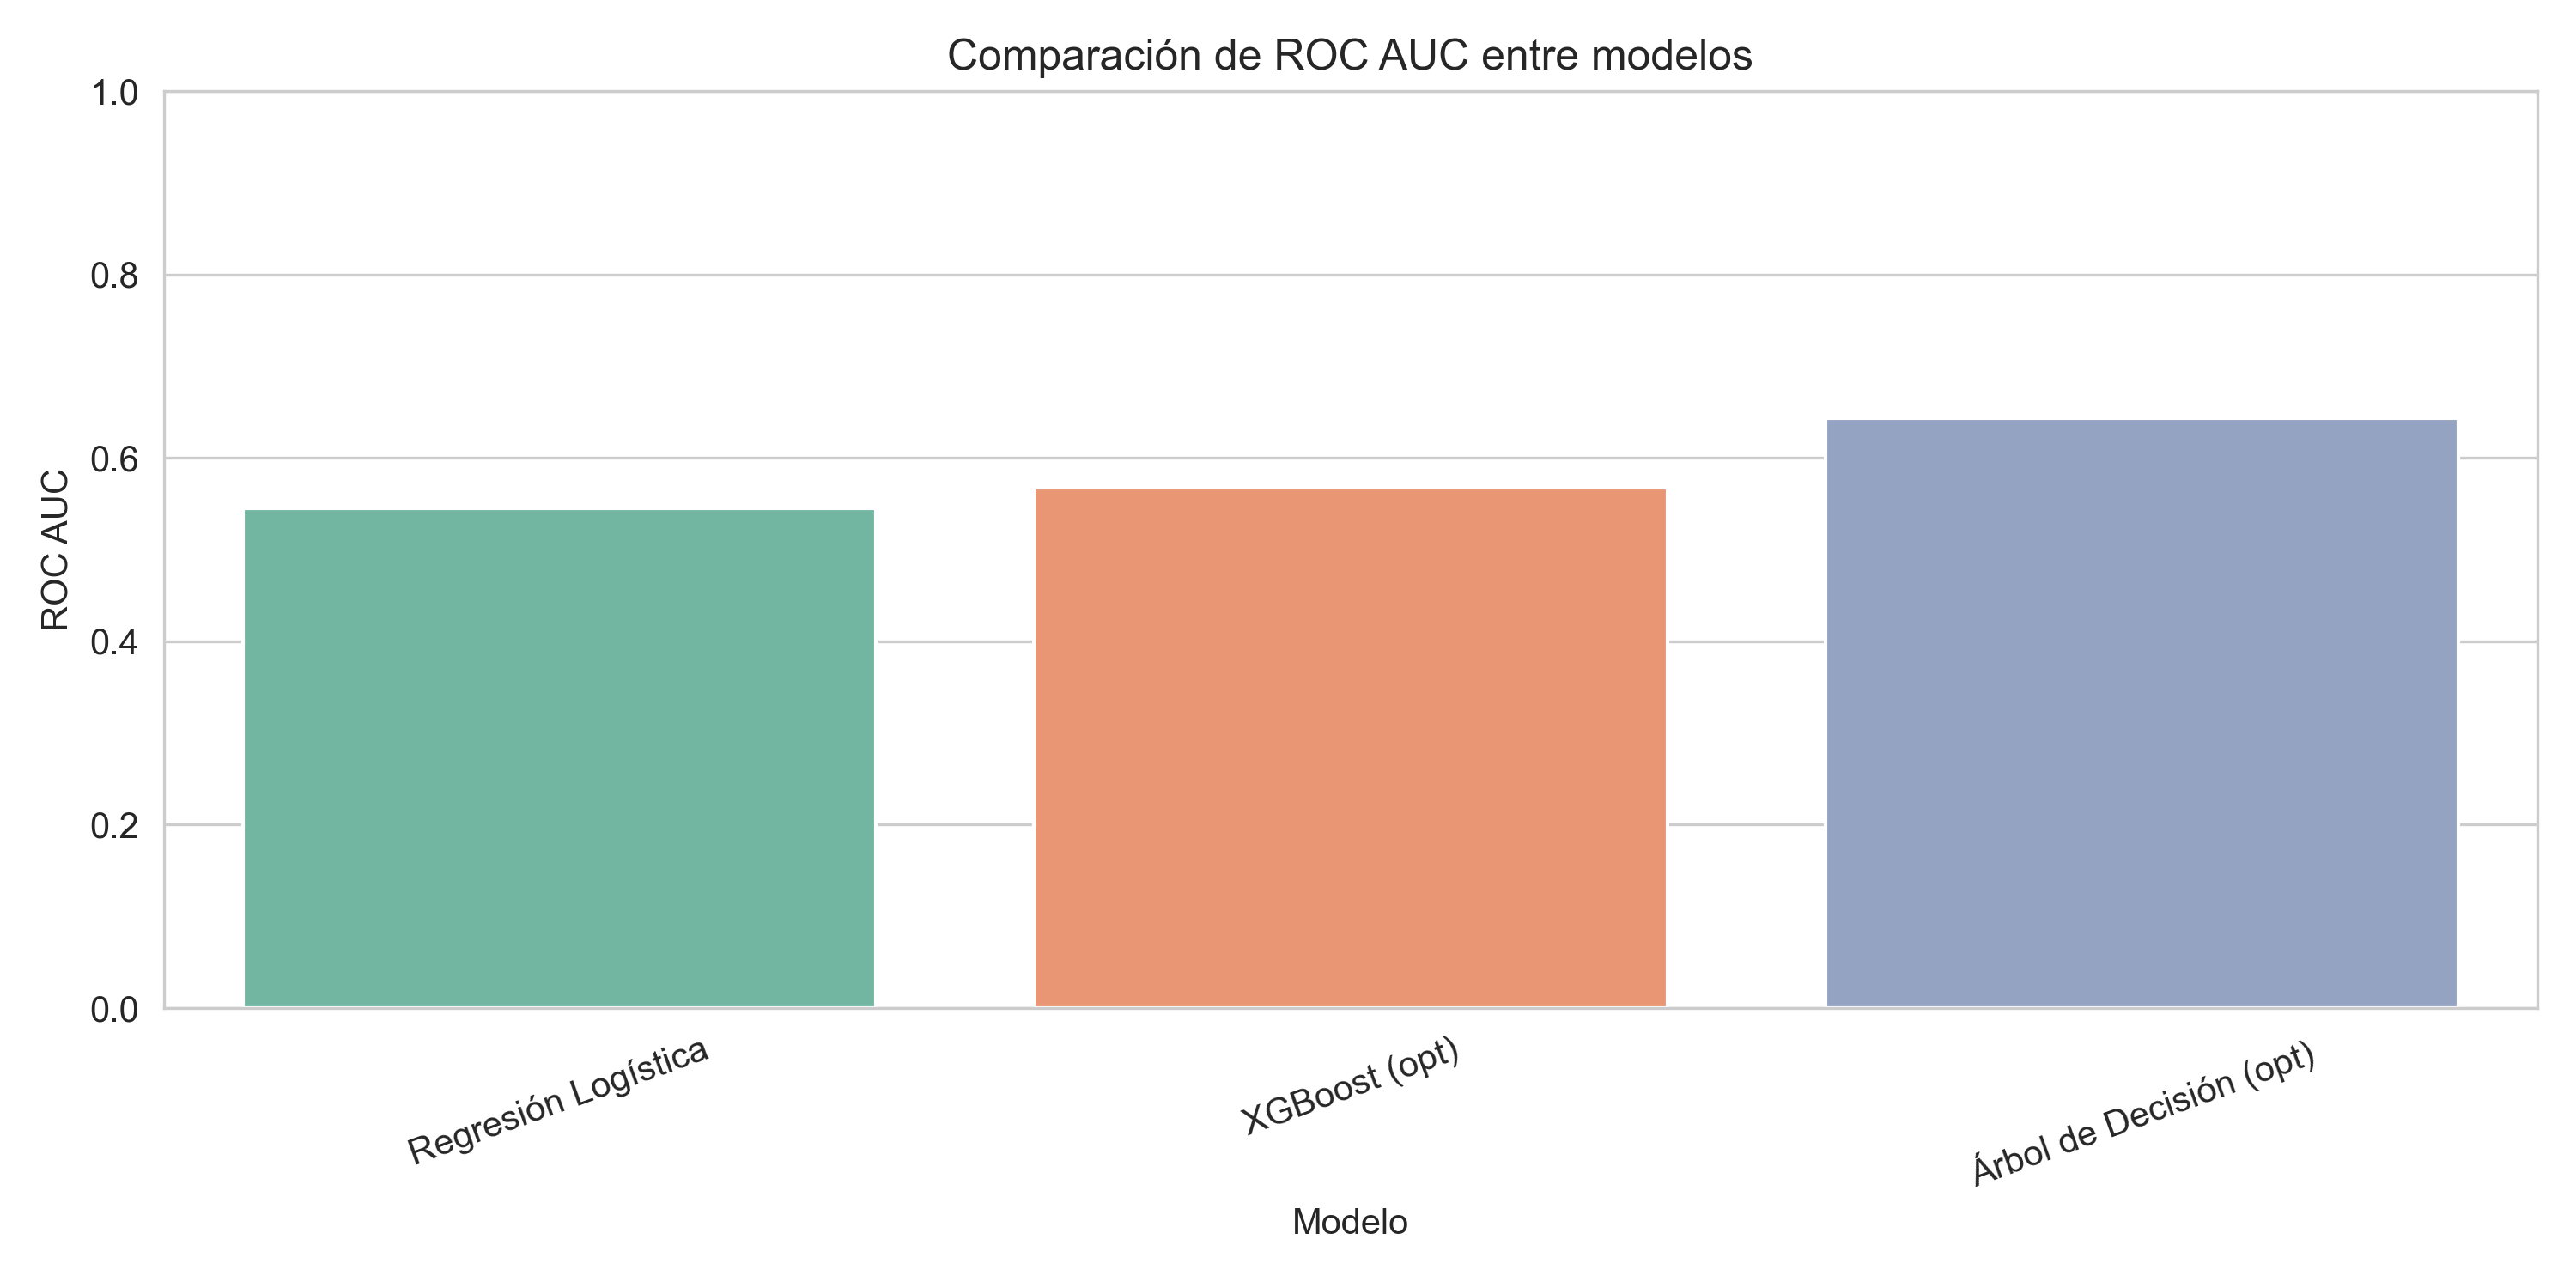 Comparación de ROC AUC entre modelos
1.0
0.8
0.6
0.4
0.2
0.0
ROC AUC
Regresión Logística
XGBoost (opt)
Árbol de Decisión (opt)
Modelo